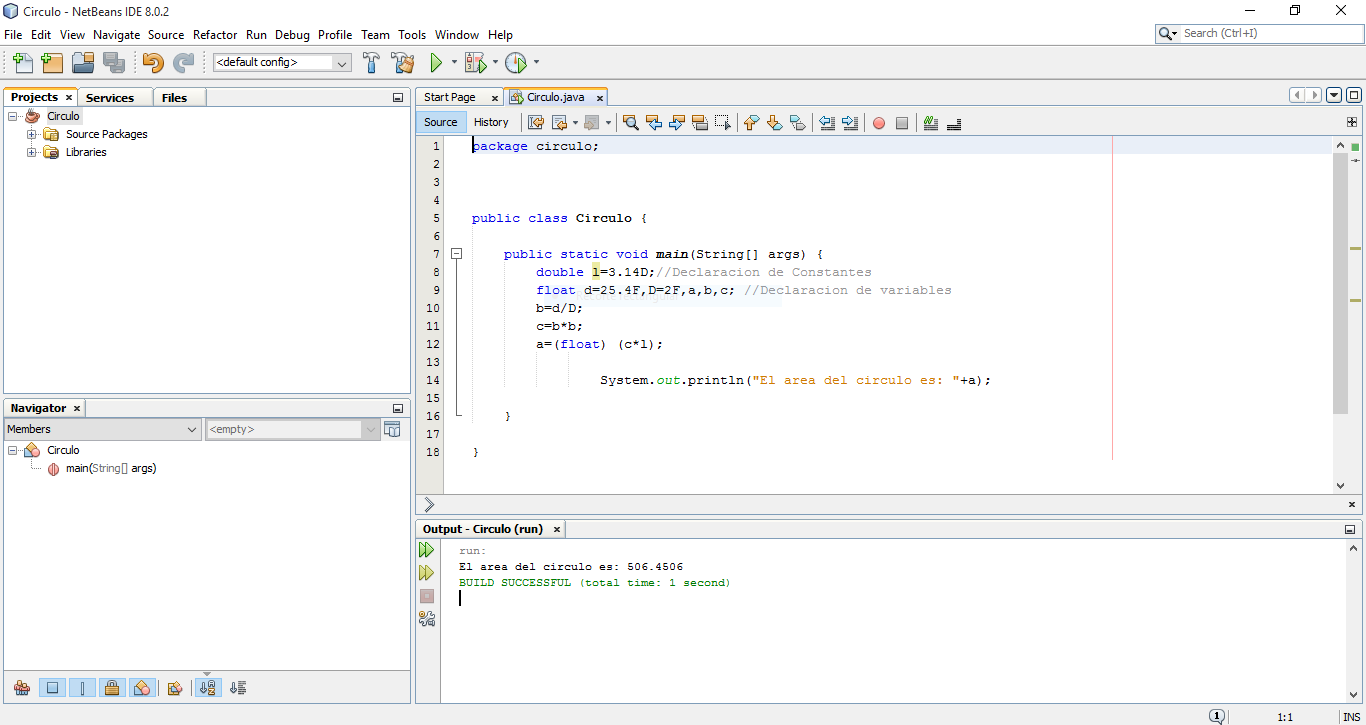 Circulo - NetBeans IDE 8.0.2
File Edit View Navigate Source Refactor Run Debug Profile Team Tools Window Help
Search (Ctrl+I)
<default config>
Projects × Services Files
Circulo
Source Packages
Libraries
Navigator ×
Members <empty>
Circulo
main(String[] args)
Start Page × Circulo.java ×
Source History
1 package circulo;
2
3
4
5 public class Circulo {
6
7 public static void main(String[] args) {
8 double l=3.14D;//Declaracion de Constantes
9 float d=25.4F,D=2F,a,b,c; //Declaracion de variables
10 b=d/D;
11 c=b*b;
12 a=(float) (c*l);
13
14 System.out.println("El area del circulo es: "+a);
15
16 }
17
18 }
Output - Circulo (run) ×
run:
El area del circulo es: 506.4506
BUILD SUCCESSFUL (total time: 1 second)
1 1:1 INS